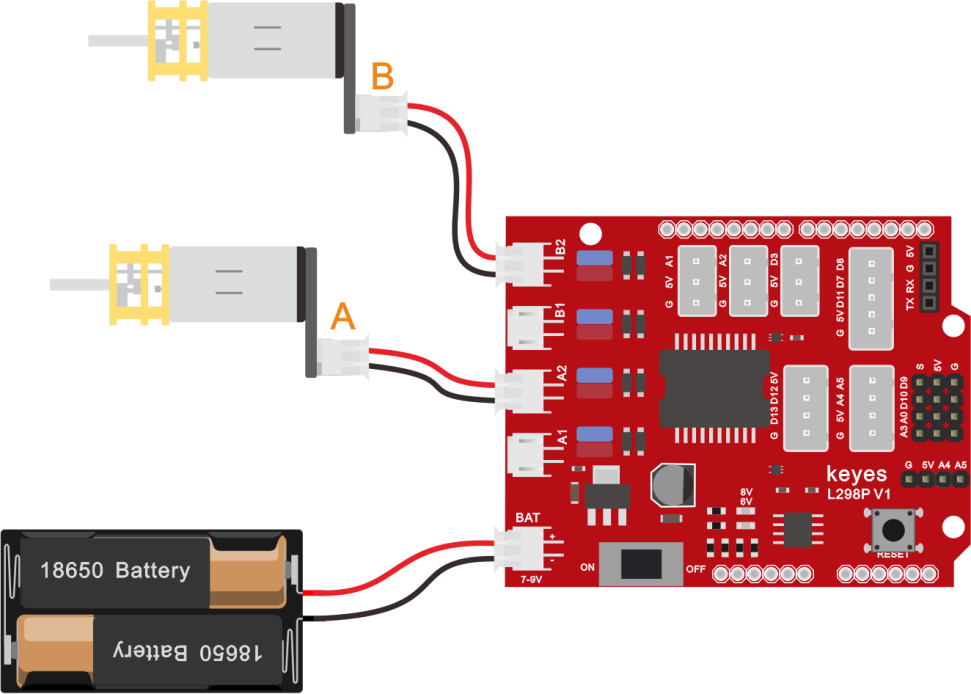 B
A
B2
B1
A2
A1
BAT
+
-
7-9V
ON
OFF
G 5V A1
G 5V A2
G 5V D3
G 5V D11 D7 D8
TX RX G 5V
G D13 D12 5V
G 5V A4 A5
S 5V G
A3 A0 D10 D9
G 5V A4 A5
keyes
L298P V1
8V
6V
RESET
18650 Battery
18650 Battery